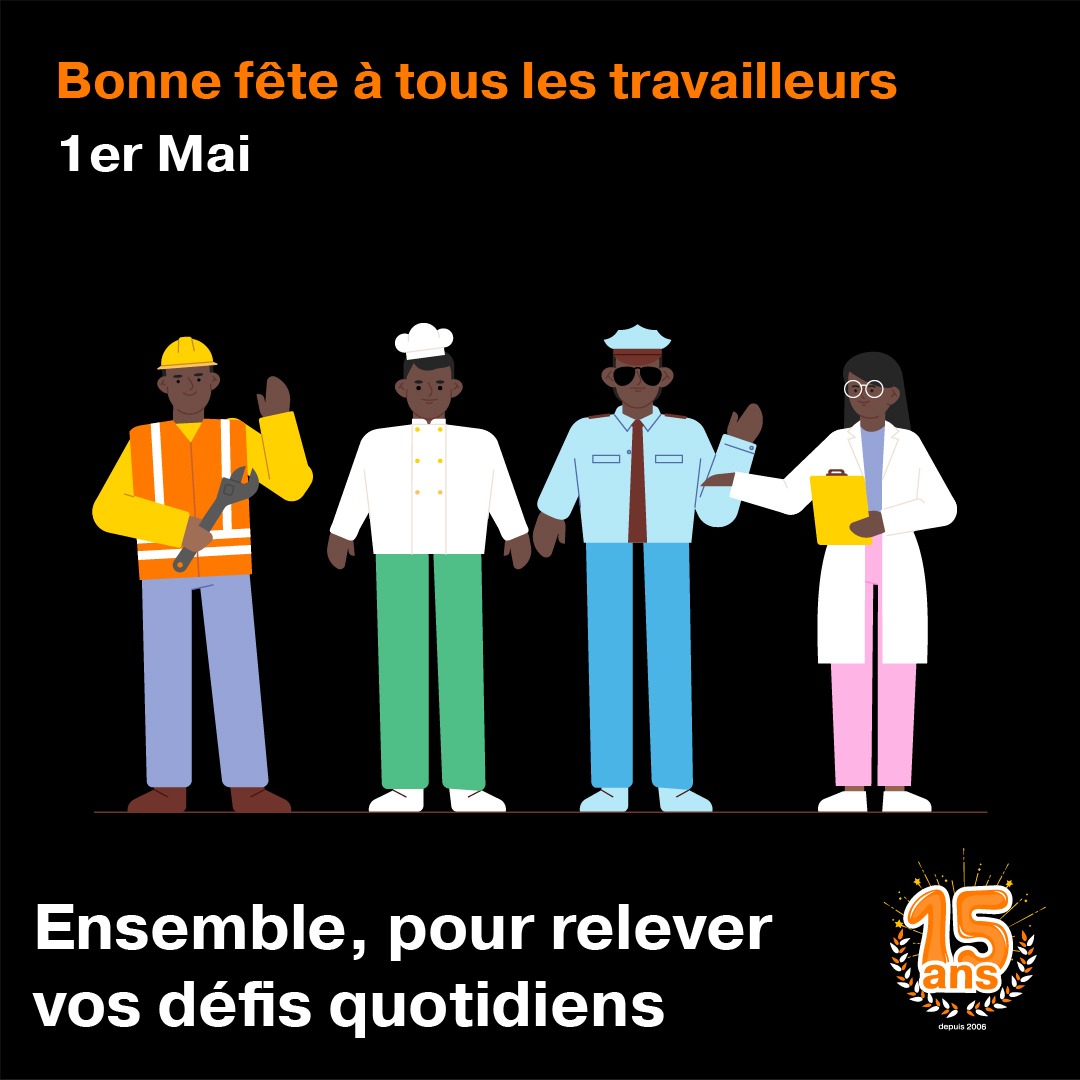 Bonne fête à tous les travailleurs
1er Mai
Ensemble, pour relever
vos défis quotidiens
15
ans
depuis 2006